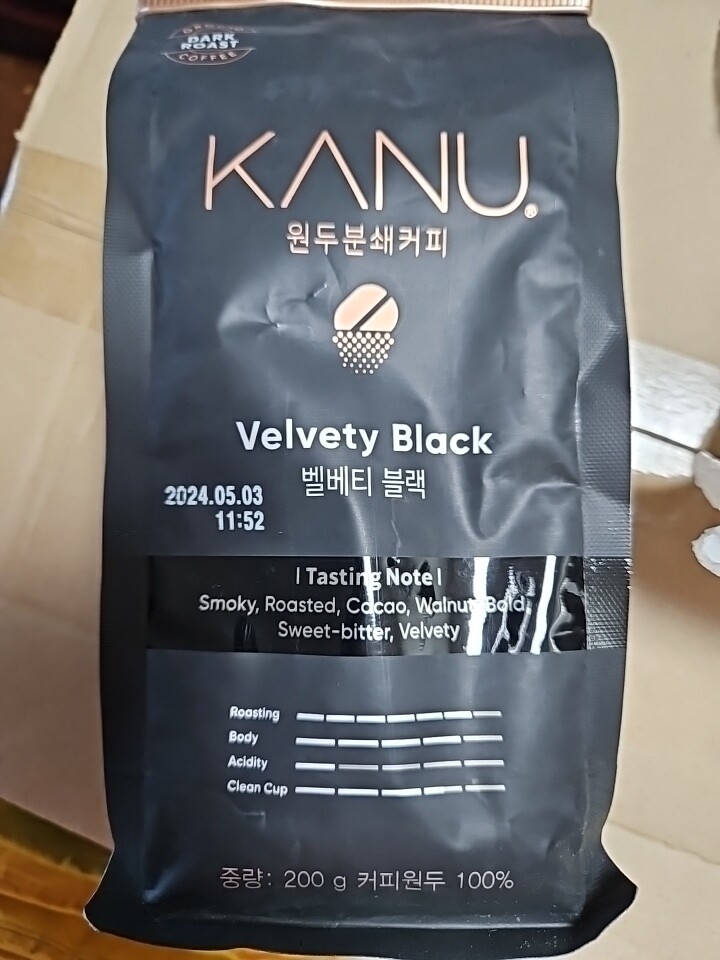 DARK
ROAST
COFFEE
KANU®
원두분쇄커피
Velvety Black
벨베티 블랙
2024.05.03
11:52
| Tasting Note |
Smoky, Roasted, Cacao, Walnut, Bold,
Sweet-bitter, Velvety
Roasting
Body
Acidity
Clean Cup
중량: 200 g 커피원두 100%